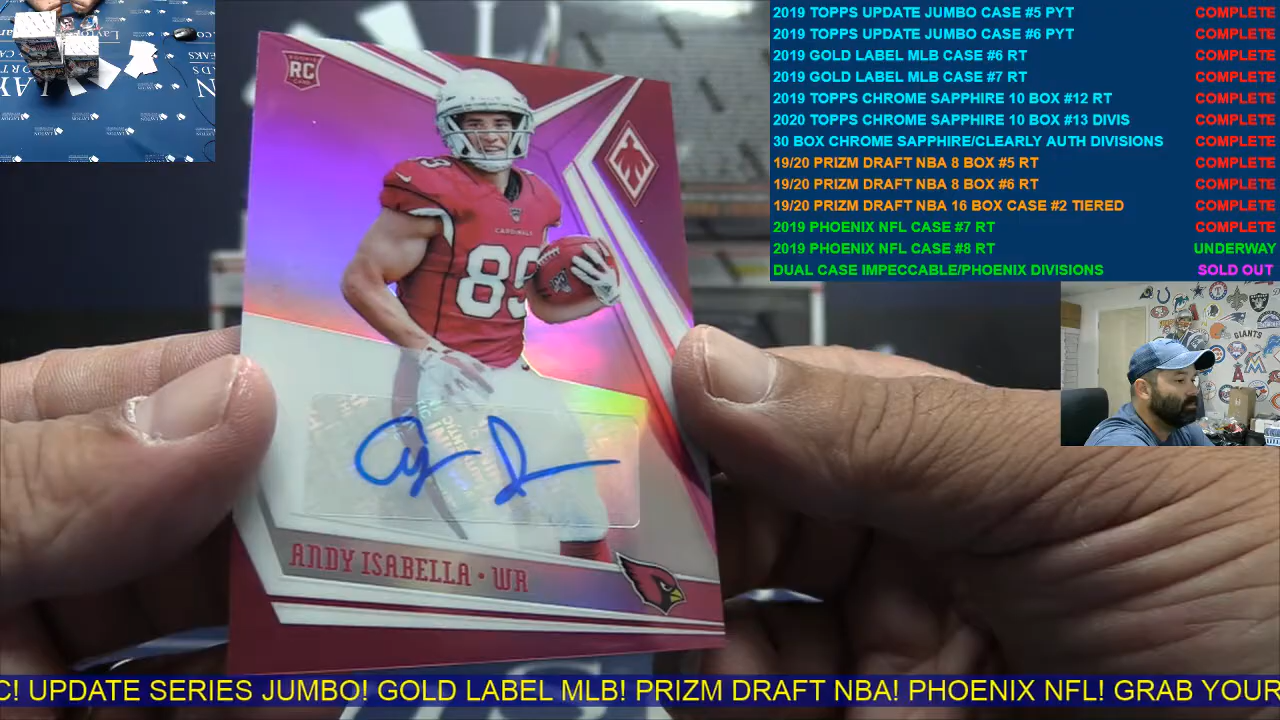 2019 TOPPS UPDATE JUMBO CASE #5 PYT COMPLETE
2019 TOPPS UPDATE JUMBO CASE #6 PYT COMPLETE
2019 GOLD LABEL MLB CASE #6 RT COMPLETE
2019 GOLD LABEL MLB CASE #7 RT COMPLETE
2019 TOPPS CHROME SAPPHIRE 10 BOX #12 RT COMPLETE
2020 TOPPS CHROME SAPPHIRE 10 BOX #13 DIVIS COMPLETE
30 BOX CHROME SAPPHIRE/CLEARLY AUTH DIVISIONS COMPLETE
19/20 PRIZM DRAFT NBA 8 BOX #5 RT COMPLETE
19/20 PRIZM DRAFT NBA 8 BOX #6 RT COMPLETE
19/20 PRIZM DRAFT NBA 16 BOX CASE #2 TIERED COMPLETE
2019 PHOENIX NFL CASE #7 RT COMPLETE
2019 PHOENIX NFL CASE #8 RT UNDERWAY
DUAL CASE IMPECCABLE/PHOENIX DIVISIONS SOLD OUT
RC
CARDINALS
89
ANDY ISABELLA • WR
GIANTS
C! UPDATE SERIES JUMBO! GOLD LABEL MLB! PRIZM DRAFT NBA! PHOENIX NFL! GRAB YOUR